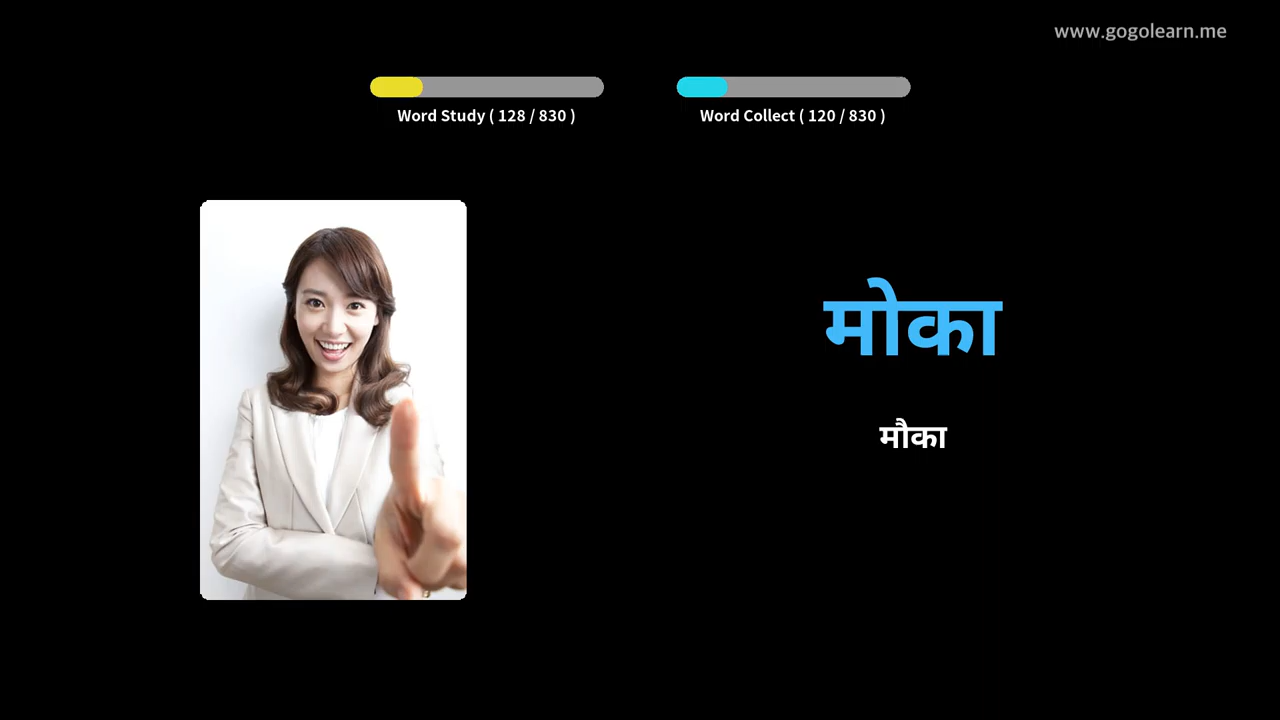 www.gogolearn.me
Word Study ( 128 / 830 )
Word Collect ( 120 / 830 )
मोका
मौका